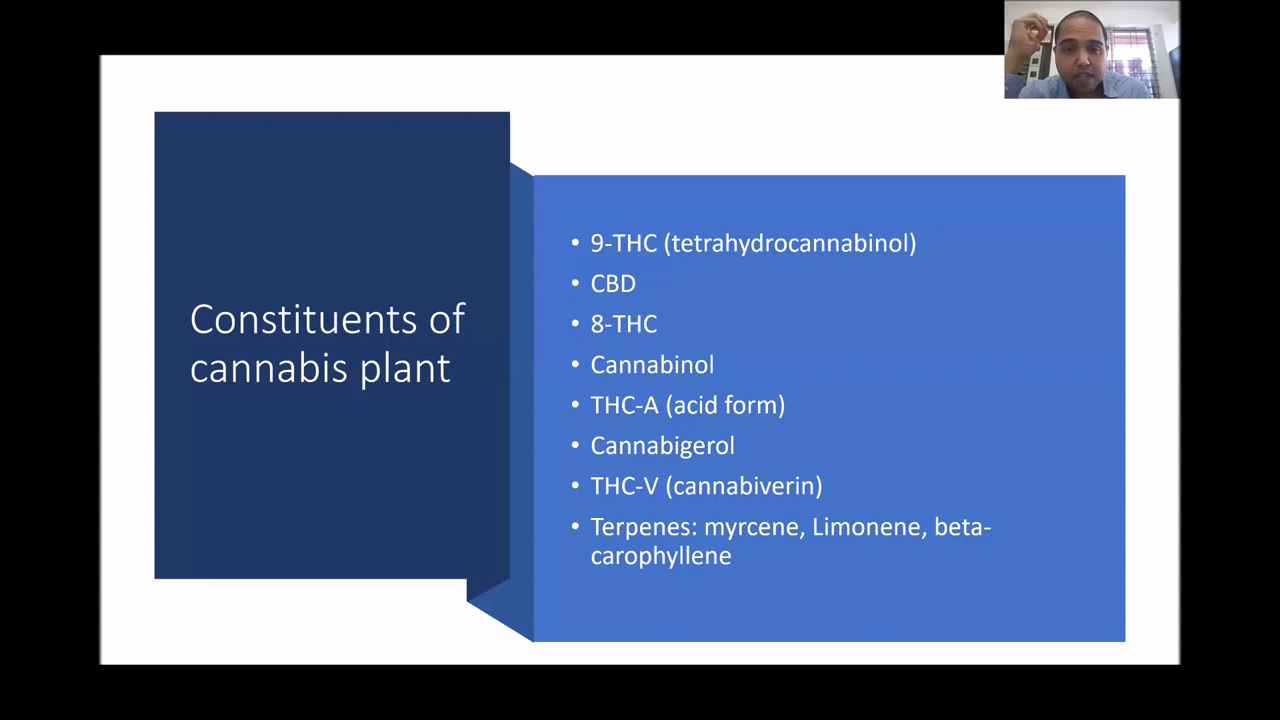 Constituents of
cannabis plant
• 9-THC (tetrahydrocannabinol)
• CBD
• 8-THC
• Cannabinol
• THC-A (acid form)
• Cannabigerol
• THC-V (cannabiverin)
• Terpenes: myrcene, Limonene, beta-
carophyllene